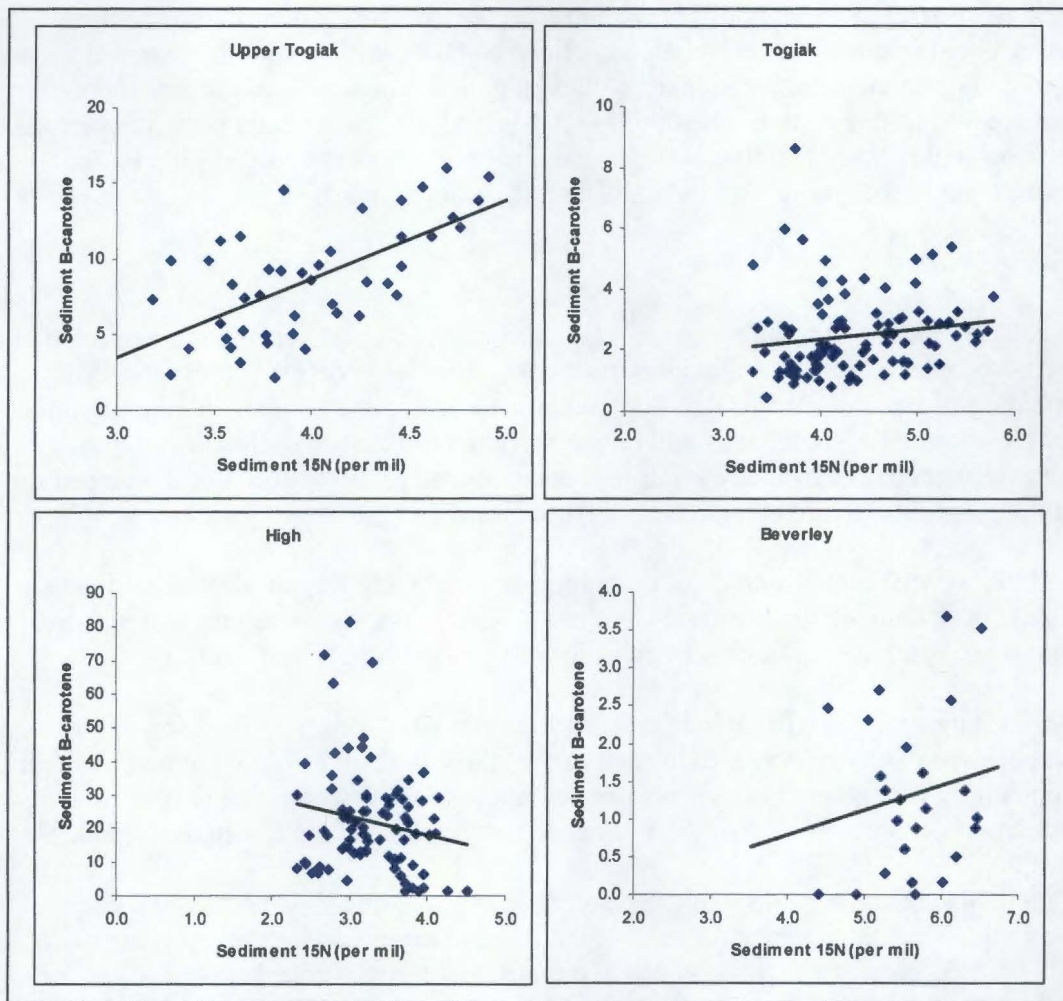 Upper Togiak
Sediment B-carotene
20
15
10
5
0
3.0 3.5 4.0 4.5 5.0
Sediment 15N (per mil)
Togiak
Sediment B-carotene
10
8
6
4
2
0
2.0 3.0 4.0 5.0 6.0
Sediment 15N (per mil)
High
Sediment B-carotene
90
80
70
60
50
40
30
20
10
0
0.0 1.0 2.0 3.0 4.0 5.0
Sediment 15N (per mil)
Beverley
Sediment B-carotene
4.0
3.5
3.0
2.5
2.0
1.5
1.0
0.5
0.0
2.0 3.0 4.0 5.0 6.0 7.0
Sediment 15N (per mil)